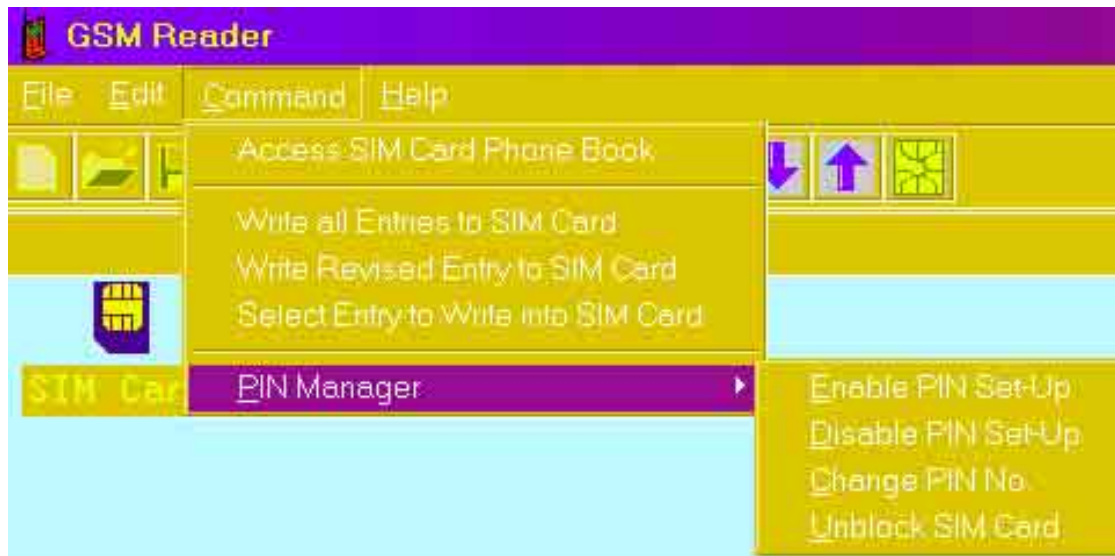 GSM Reader
File Edit Command Help
Access SIM Card Phone Book
Write all Entries to SIM Card
Write Revised Entry to SIM Card
Select Entry to Write into SIM Card
SIM Car
PIN Manager
Enable PIN Set-Up
Disable PIN Set-Up
Change PIN No.
Unblock SIM Card